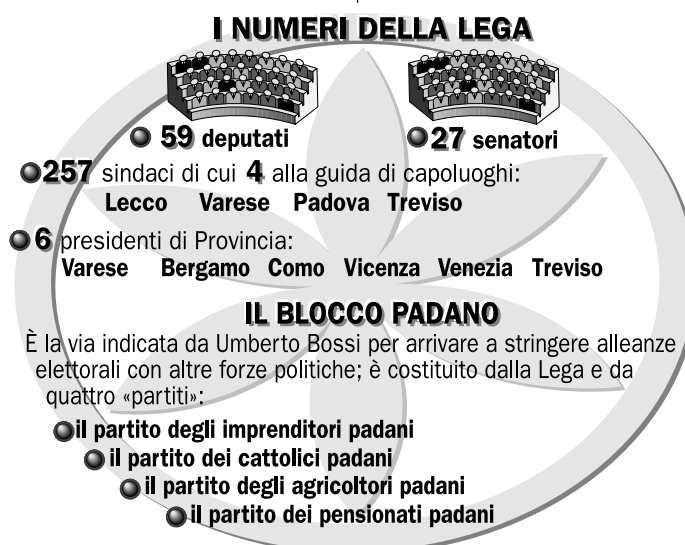 I NUMERI DELLA LEGA
59 deputati
27 senatori
257 sindaci di cui 4 alla guida di capoluoghi:
Lecco Varese Padova Treviso
6 presidenti di Provincia:
Varese Bergamo Como Vicenza Venezia Treviso
IL BLOCCO PADANO
È la via indicata da Umberto Bossi per arrivare a stringere alleanze
elettorali con altre forze politiche; è costituito dalla Lega e da
quattro «partiti»:
il partito degli imprenditori padani
il partito dei cattolici padani
il partito degli agricoltori padani
il partito dei pensionati padani